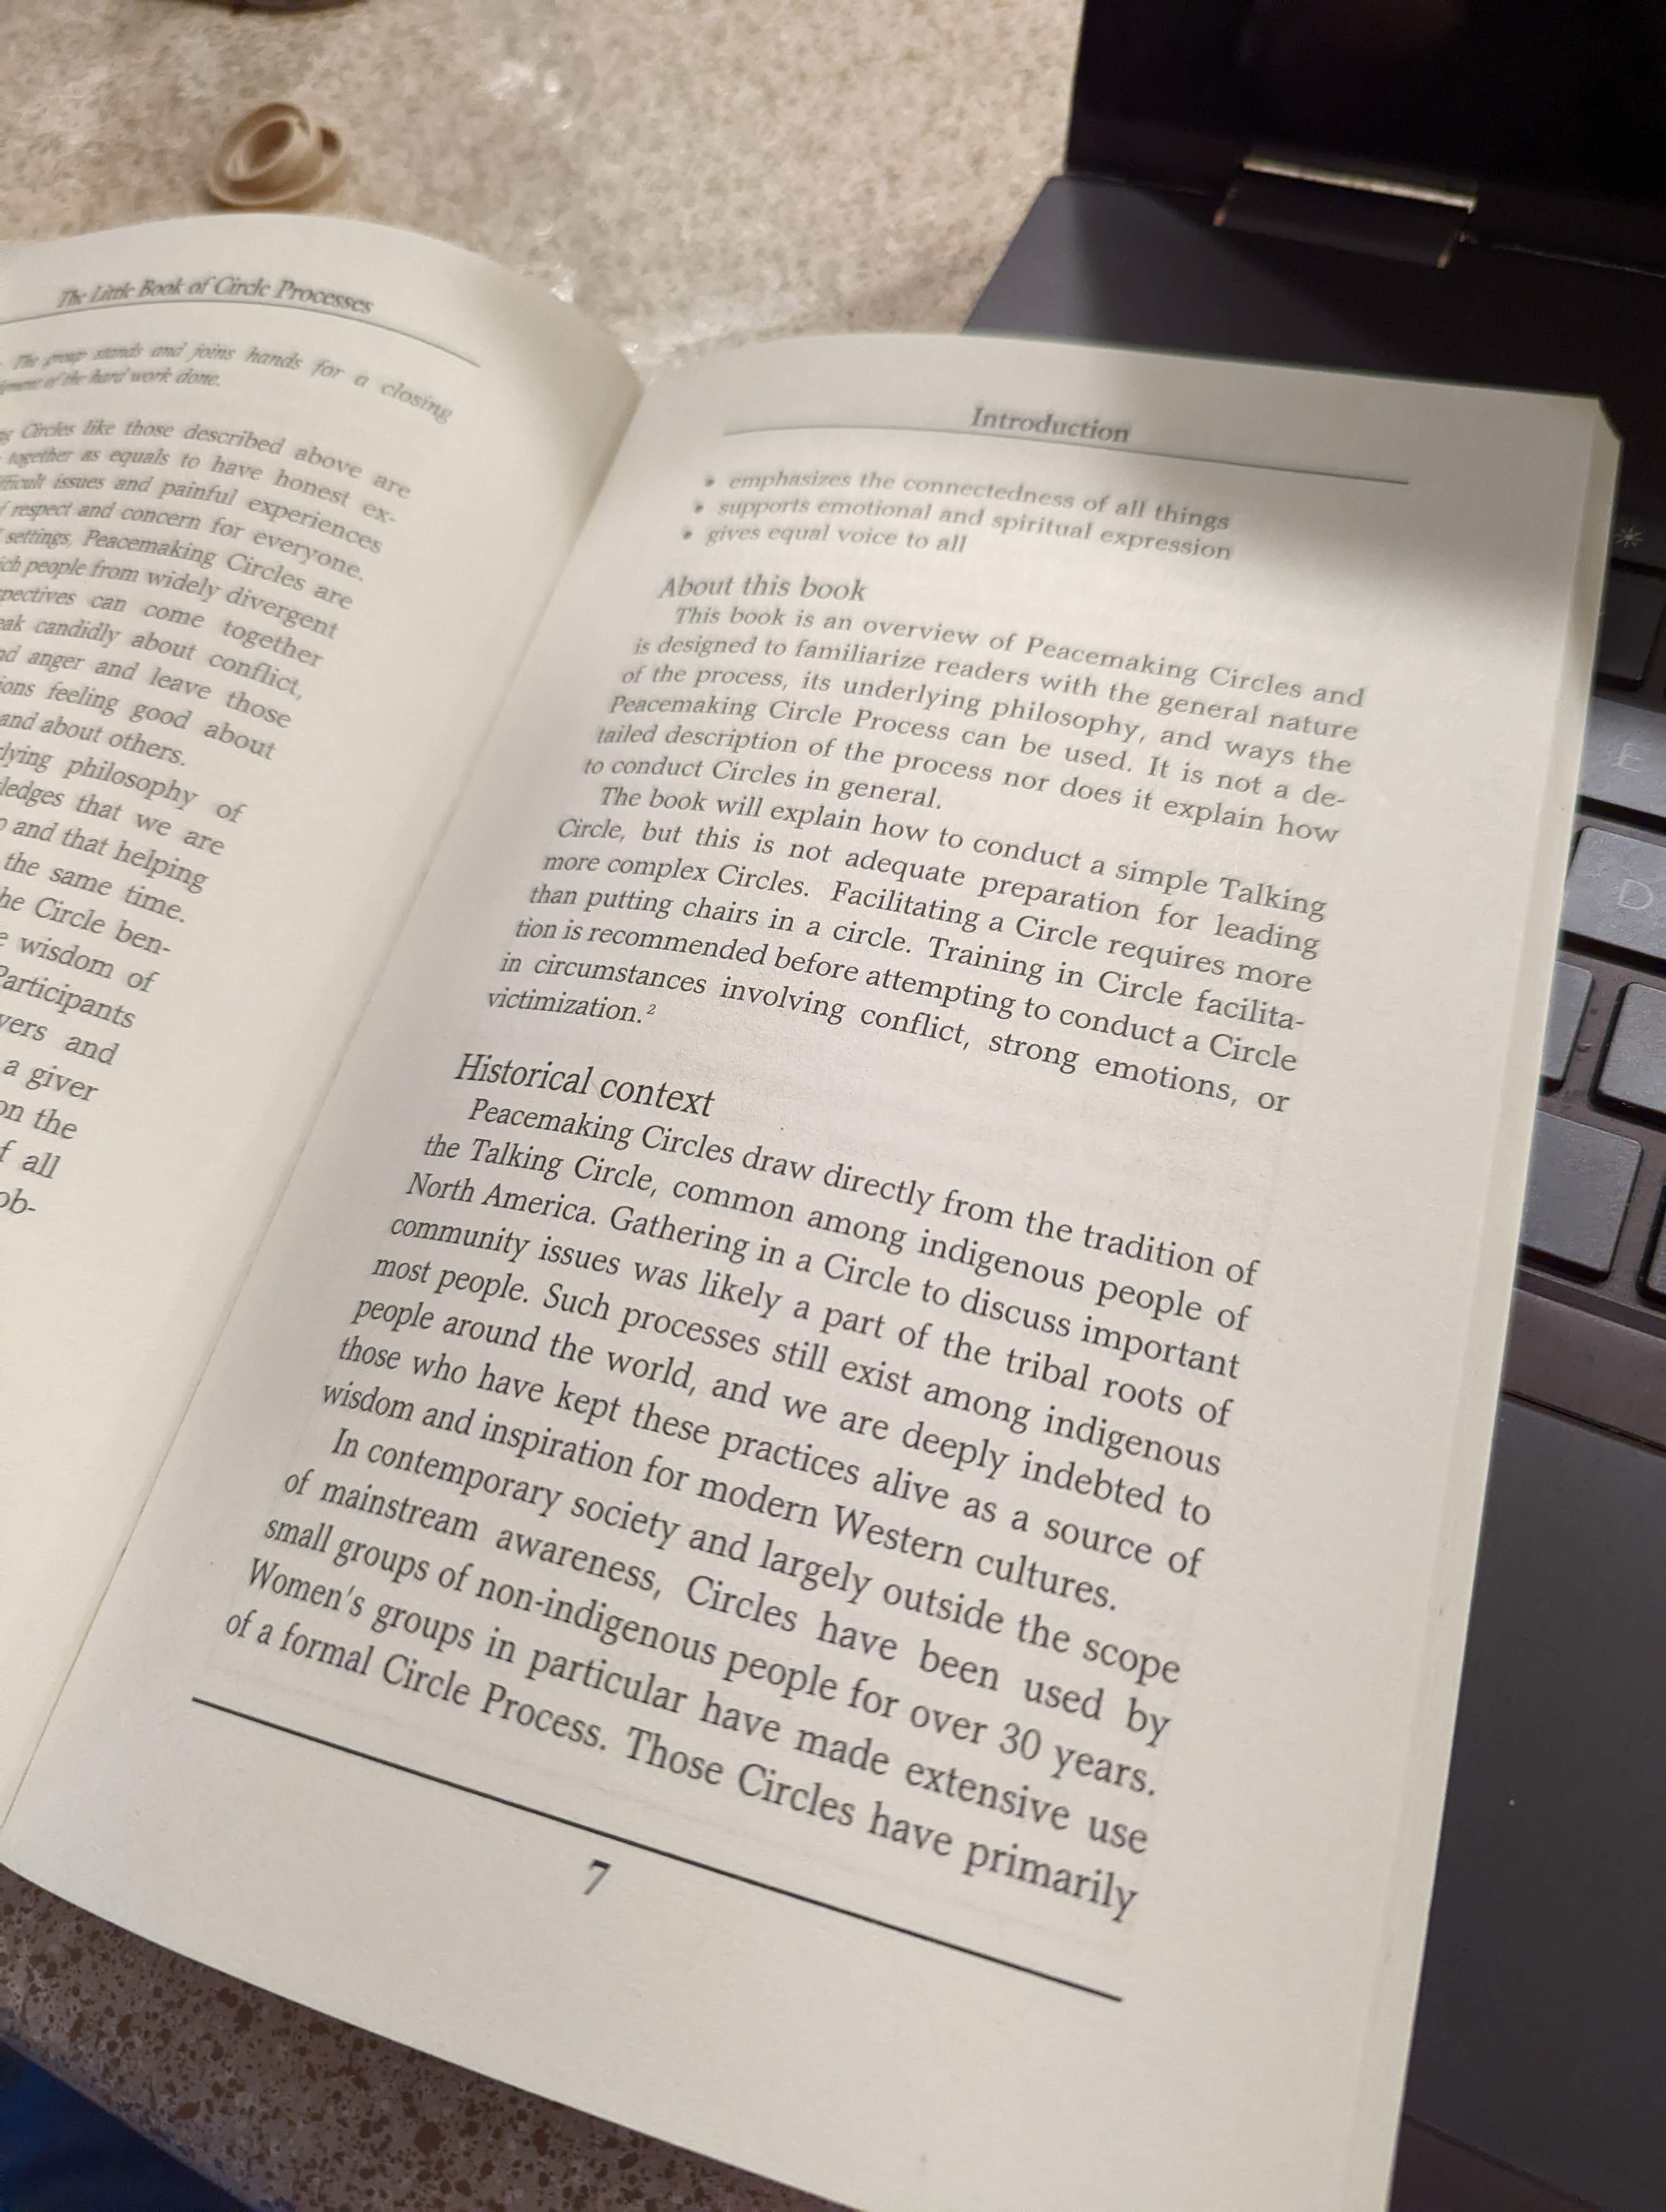 The Little Book of Circle Processes
The group stands and joins hands for a closing
of the hard work done.
Circles like those described above are
together as equals to have honest ex-
issues and painful experiences
respect and concern for everyone.
settings, Peacemaking Circles are
people from widely divergent
can come together
candidly about conflict,
anger and leave those
feeling good about
and about others.
philosophy of
that we are
and that helping
the same time.
Circle ben-
wisdom of
Participants
and
a giver
on the
all
Introduction
• emphasizes the connectedness of all things
• supports emotional and spiritual expression
• gives equal voice to all
About this book
This book is an overview of Peacemaking Circles and
is designed to familiarize readers with the general nature
of the process, its underlying philosophy, and ways the
Peacemaking Circle Process can be used. It is not a de-
tailed description of the process nor does it explain how
to conduct Circles in general.
The book will explain how to conduct a simple Talking
Circle, but this is not adequate preparation for leading
more complex Circles. Facilitating a Circle requires more
than putting chairs in a circle. Training in Circle facilita-
tion is recommended before attempting to conduct a Circle
in circumstances involving conflict, strong emotions, or
victimization.²
Historical context
Peacemaking Circles draw directly from the tradition of
the Talking Circle, common among indigenous people of
North America. Gathering in a Circle to discuss important
community issues was likely a part of the tribal roots of
most people. Such processes still exist among indigenous
people around the world, and we are deeply indebted to
those who have kept these practices alive as a source of
wisdom and inspiration for modern Western cultures.
In contemporary society and largely outside the scope
of mainstream awareness, Circles have been used by
small groups of non-indigenous people for over 30 years.
Women's groups in particular have made extensive use
of a formal Circle Process. Those Circles have primarily
7
D